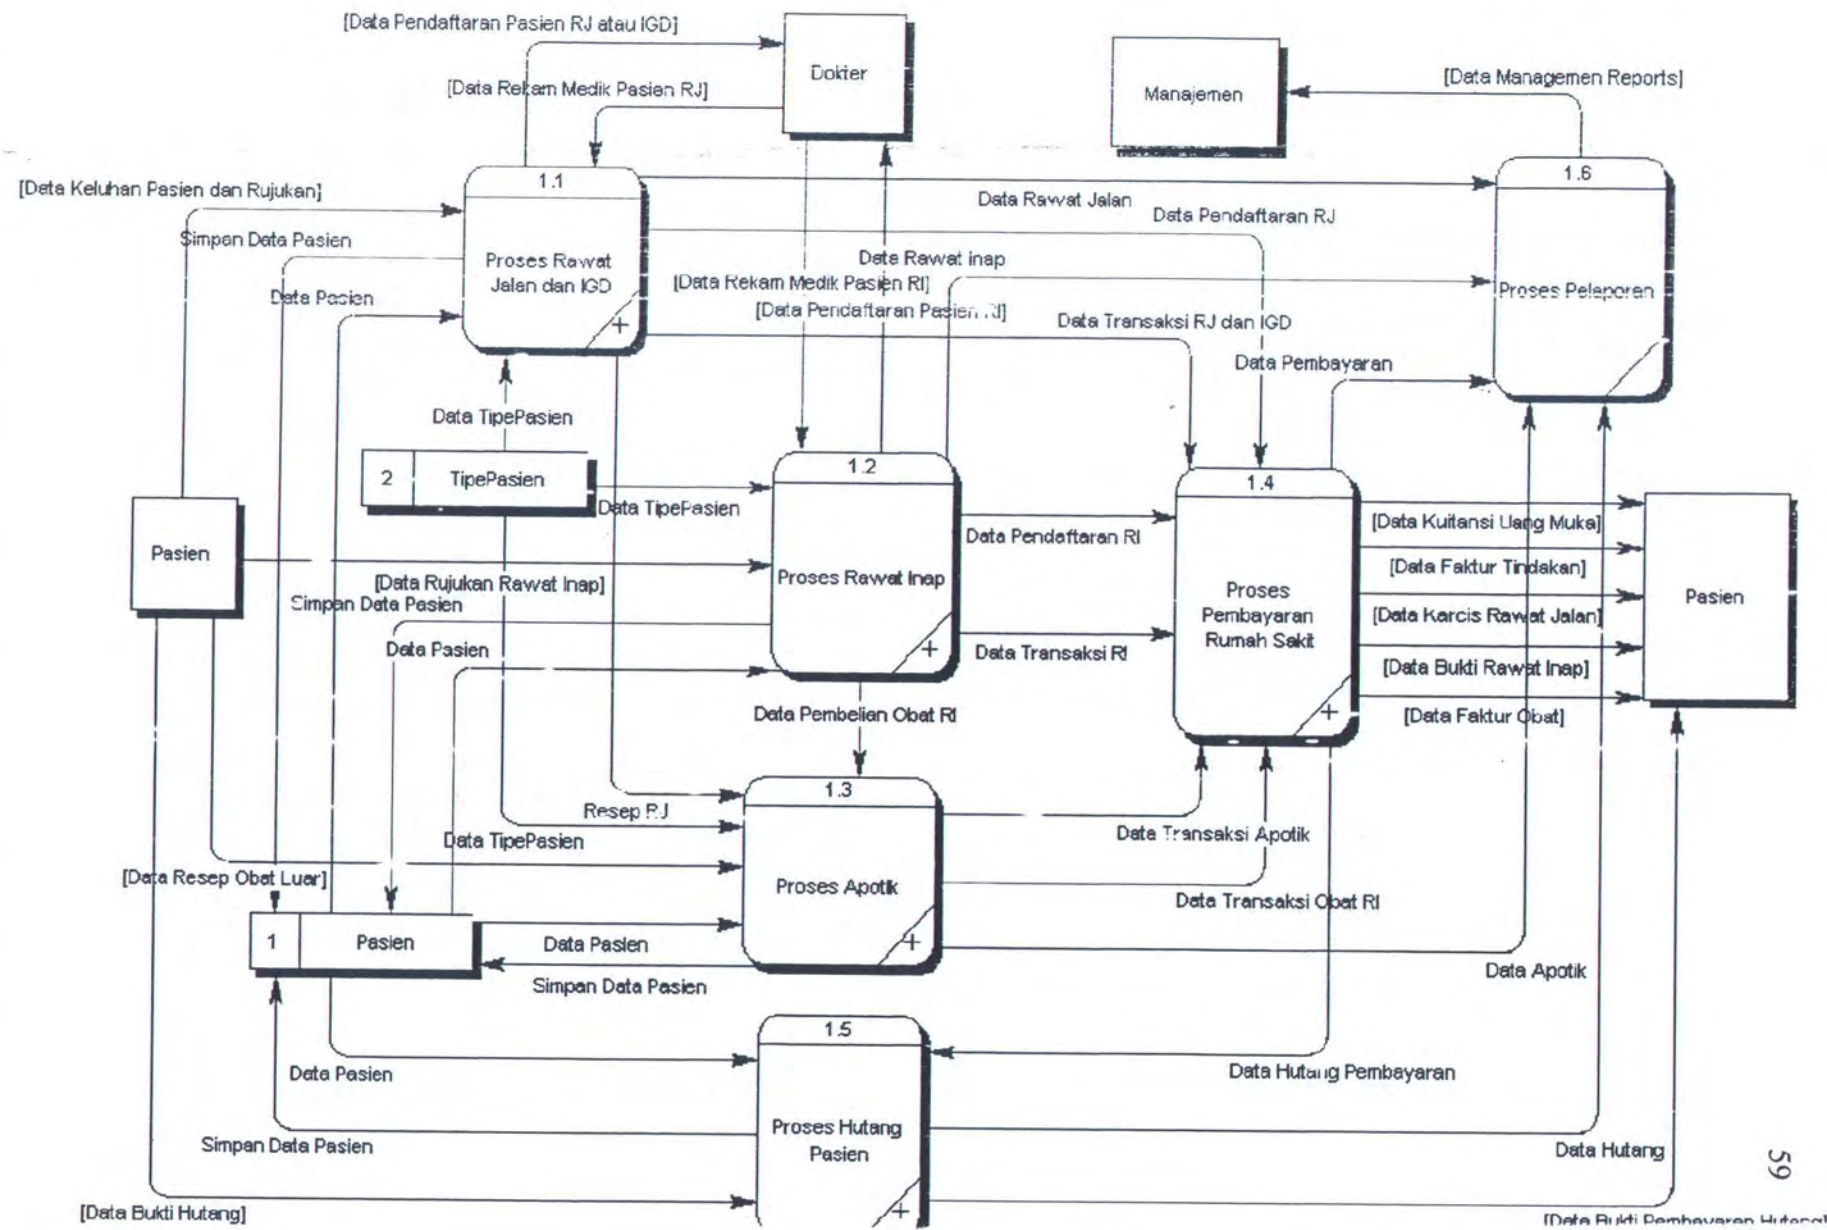 [Data Pendaftaran Pasien RJ atau IGD]
Dokter
[Data Managemen Reports]
[Data Rekam Medik Pasien RJ]
Manajemen
1.1
1.6
[Data Keluhan Pasien dan Rujukan]
Data Rawat Jalan
Data Pendaftaran RJ
Simpan Data Pasien
Proses Rawat
Jalan dan IGD
Data Rawat inap
[Data Rekam Medik Pasien RI]
Proses Pelaporan
Data Pasien
[Data Pendaftaran Pasien RI]
+
Data Transaksi RJ dan IGD
Data Pembayaran
Data TipePasien
1.2
2
TipePasien
1.4
Data TipePasien
[Data Kuitansi Uang Muka]
Data Pendaftaran RI
Pasien
[Data Faktur Tindakan]
[Data Rujukan Rawat Inap]
Proses Rawat Inap
Proses
Pembayaran
Rumah Sakit
Pasien
Simpan Data Pasien
[Data Karcis Rawat Jalan]
Data Pasien
+
Data Transaksi RI
[Data Bukti Rawat Inap]
Data Pembelian Obat RI
+
[Data Faktur Obat]
1.3
Resep RJ
Data Transaksi Apotik
Data TipePasien
[Data Resep Obat Luar]
Proses Apotik
Data Transaksi Obat RI
1
Pasien
Data Pasien
+
Data Apotik
Simpan Data Pasien
1.5
Data Pasien
Data Hutang Pembayaran
Proses Hutang
Pasien
Simpan Data Pasien
Data Hutang
59
[Data Bukti Hutang]
+
[Data Bukti Pembayaran Hutang]